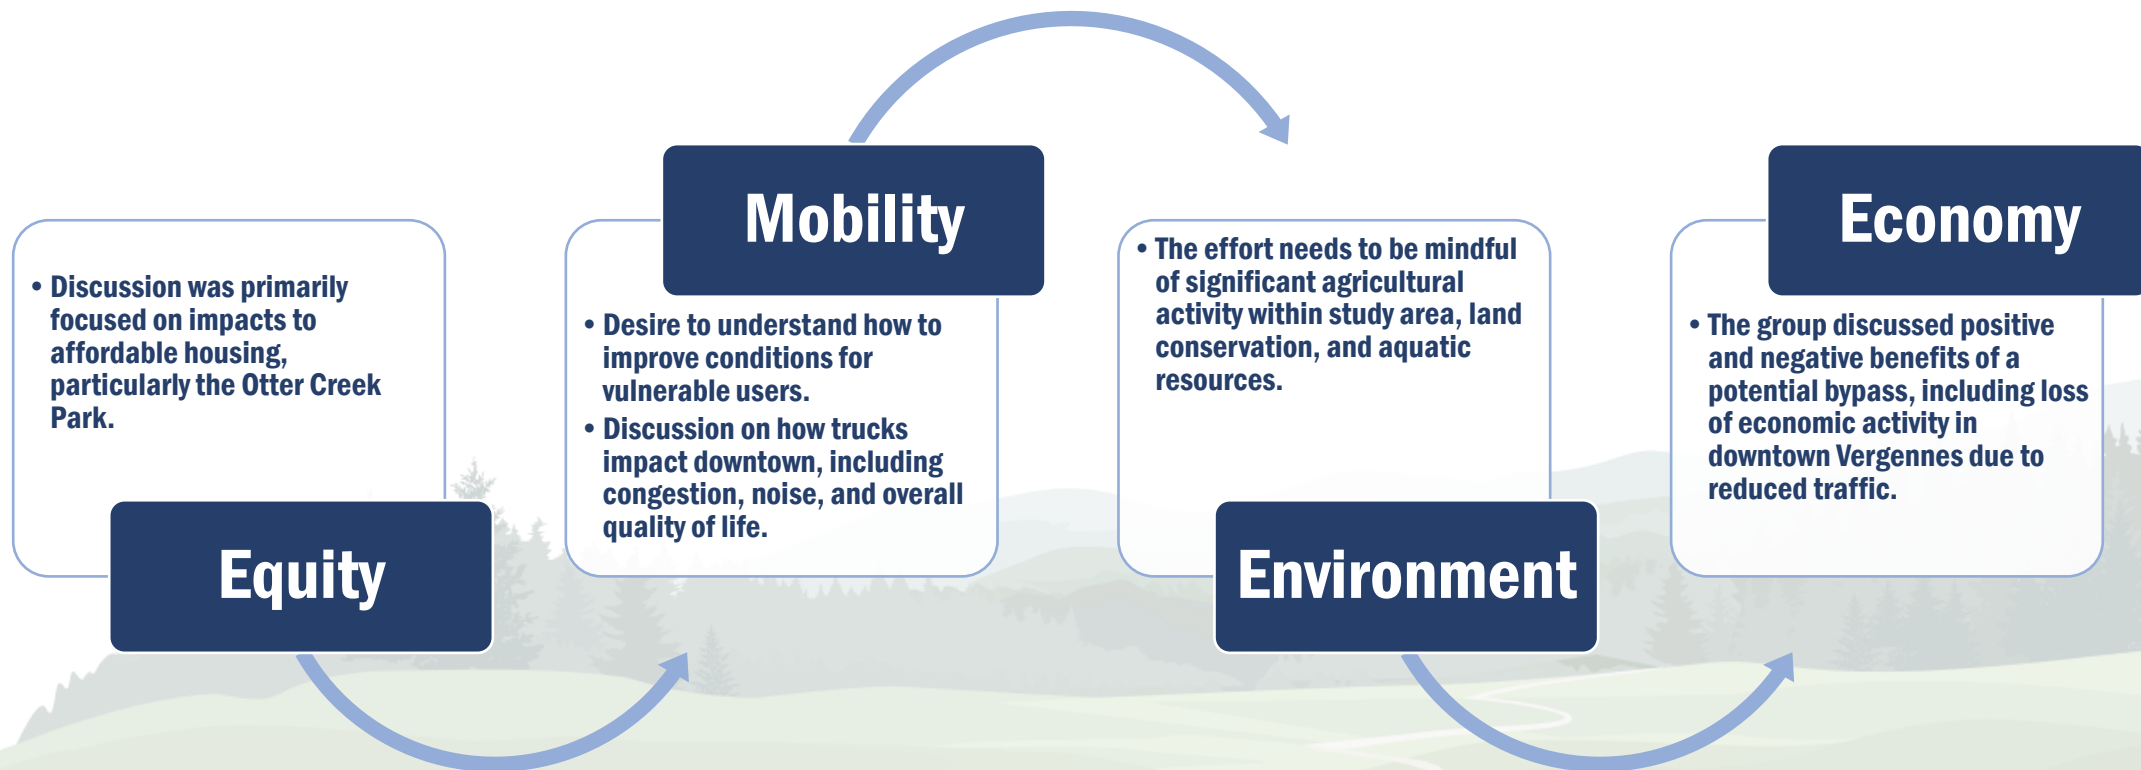 • Discussion was primarily
focused on impacts to
affordable housing,
particularly the Otter Creek
Park.
Equity
Mobility
• Desire to understand how to
improve conditions for
vulnerable users.
• Discussion on how trucks
impact downtown, including
congestion, noise, and overall
quality of life.
• The effort needs to be mindful
of significant agricultural
activity within study area, land
conservation, and aquatic
resources.
Environment
Economy
• The group discussed positive
and negative benefits of a
potential bypass, including loss
of economic activity in
downtown Vergennes due to
reduced traffic.